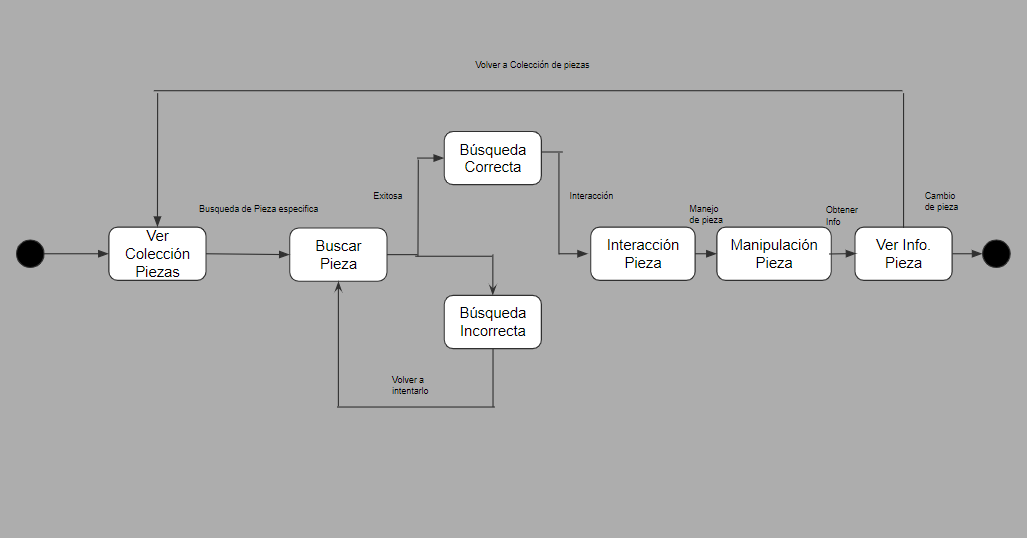 Volver a Colección de piezas
Búsqueda
Correcta
Exitosa
Interacción
Cambio
de pieza
Busqueda de Pieza especifica
Manejo
de pieza
Obtener
Info
Ver
Colección
Piezas
Buscar
Pieza
Interacción
Pieza
Manipulación
Pieza
Ver Info.
Pieza
Búsqueda
Incorrecta
Volver a
intentarlo